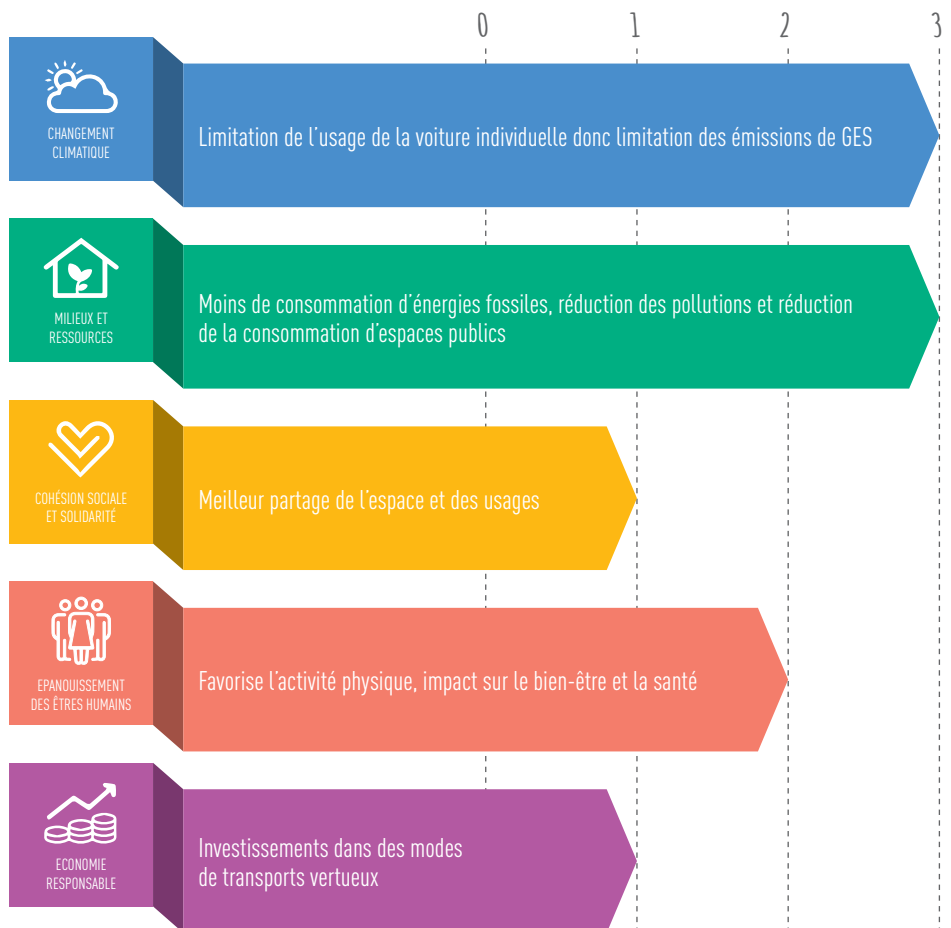 0 1 2 3
CHANGEMENT
CLIMATIQUE
Limitation de l'usage de la voiture individuelle donc limitation des émissions de GES
MILIEUX ET
RESSOURCES
Moins de consommation d'énergies fossiles, réduction des pollutions et réduction
de la consommation d'espaces publics
COHÉSION SOCIALE
ET SOLIDARITÉ
Meilleur partage de l'espace et des usages
EPANOUISSEMENT
DES ÊTRES HUMAINS
Favorise l'activité physique, impact sur le bien-être et la santé
ECONOMIE
RESPONSABLE
Investissements dans des modes
de transports vertueux